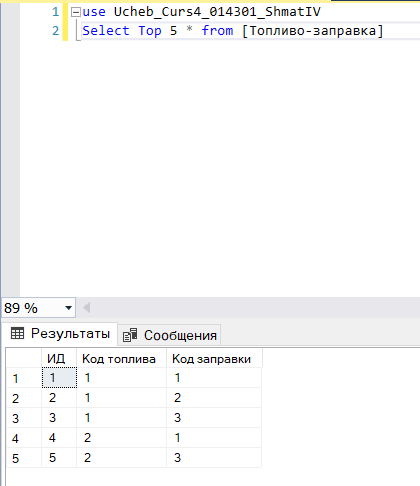 1 use Ucheb_Curs4_014301_ShmatIV
2 Select Top 5 * from [Топливо-заправка]
89 %
Результаты Сообщения
ИД Код топлива Код заправки
1 1 1 1
2 2 1 2
3 3 1 3
4 4 2 1
5 5 2 3